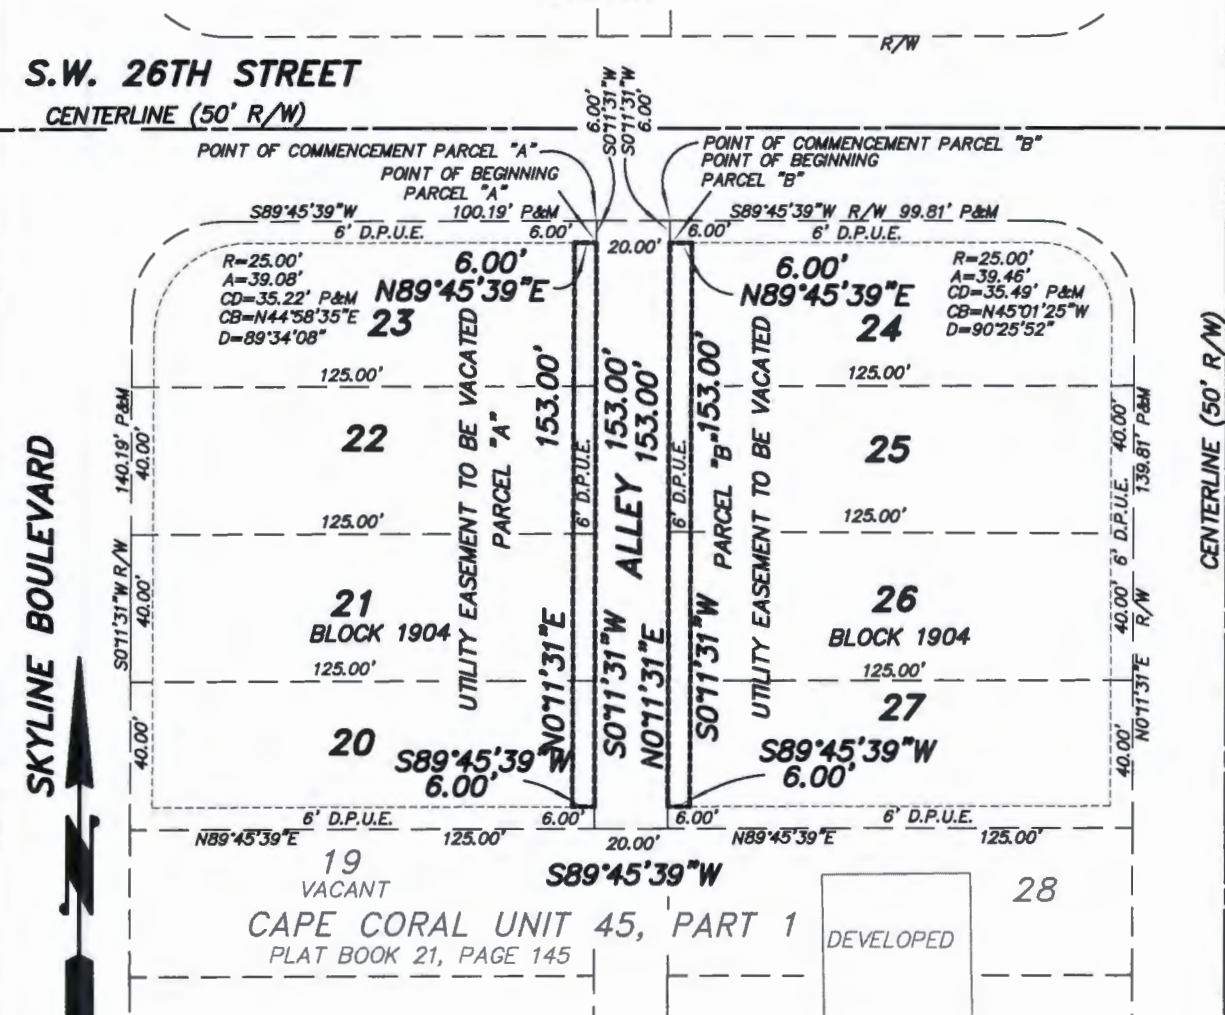 R/W
S.W. 26TH STREET
CENTERLINE (50' R/W)
6.00'
S0°11'31"W
S0°11'31"W
6.00'
POINT OF COMMENCEMENT PARCEL "A"
POINT OF BEGINNING
PARCEL "A"
POINT OF COMMENCEMENT PARCEL "B"
POINT OF BEGINNING
PARCEL "B"
S89°45'39"W 100.19' P&M
S89°45'39"W R/W 99.81' P&M
6' D.P.U.E. 6.00'
20.00'
6.00' 6' D.P.U.E.
R=25.00'
A=39.08'
CD=35.22' P&M
CB=N44°58'35"E
D=89°34'08"
6.00'
N89°45'39"E
23
6.00'
N89°45'39"E
24
R=25.00'
A=39.46'
CD=35.49' P&M
CB=N45°01'25"W
D=90°25'52"
125.00'
125.00'
22
25
125.00'
125.00'
21
BLOCK 1904
26
BLOCK 1904
125.00'
125.00'
20
27
SKYLINE BOULEVARD
140.19' P&M
S0°11'31"W R/W
40.00'
40.00'
40.00'
UTILITY EASEMENT TO BE VACATED
PARCEL "A"
N0°11'31"E 153.00'
6' D.P.U.E.
S0°11'31"W 153.00'
ALLEY
N0°11'31"E 153.00'
6' D.P.U.E.
S0°11'31"W 153.00'
PARCEL "B"
UTILITY EASEMENT TO BE VACATED
40.00'
40.00'
40.00'
6' D.P.U.E.
139.81' P&M
R/W
N0°11'31"E
CENTERLINE (50' R/W)
S89°45'39"W
6.00'
S89°45'39"W
6.00'
6' D.P.U.E. 6.00'
6.00' 6' D.P.U.E.
N89°45'39"E 125.00'
20.00'
N89°45'39"E 125.00'
S89°45'39"W
19
VACANT
28
N
CAPE CORAL UNIT 45, PART 1
PLAT BOOK 21, PAGE 145
DEVELOPED